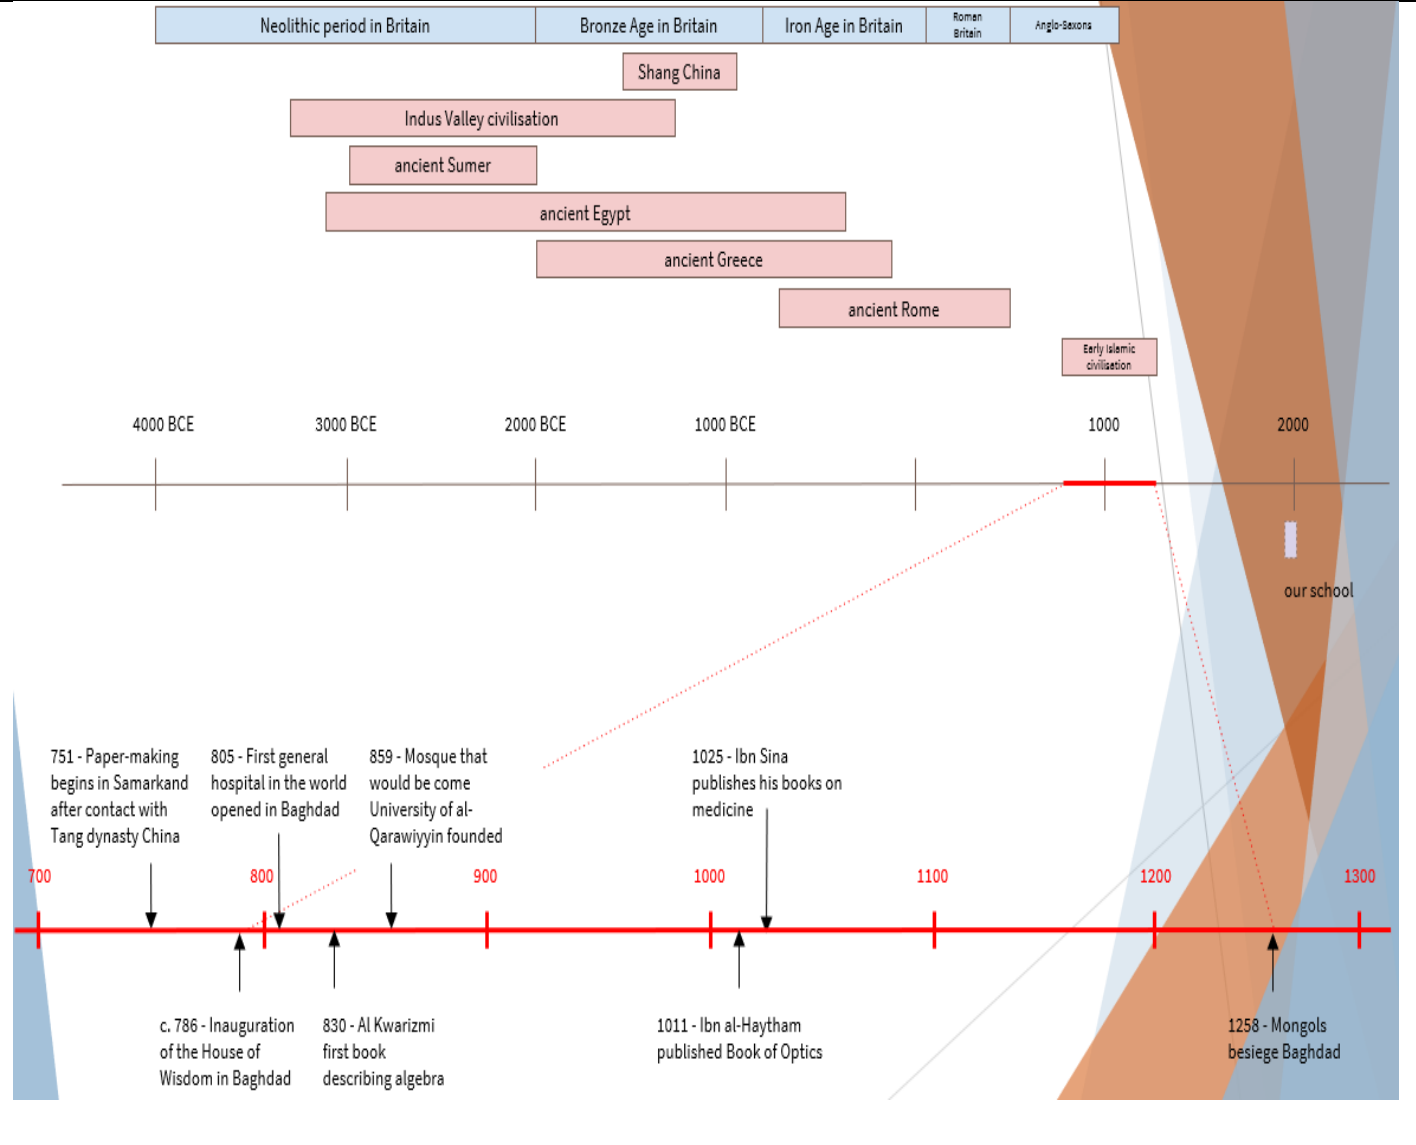 Neolithic period in Britain
Bronze Age in Britain
Iron Age in Britain
Roman
Britain
Anglo-Saxons
Shang China
Indus Valley civilisation
ancient Sumer
ancient Egypt
ancient Greece
ancient Rome
Early Islamic
civilisation
4000 BCE
3000 BCE
2000 BCE
1000 BCE
1000
2000
our school
751 - Paper-making
begins in Samarkand
after contact with
Tang dynasty China
805 - First general
hospital in the world
opened in Baghdad
859 - Mosque that
would be come
University of al-
Qarawiyyin founded
1025 - Ibn Sina
publishes his books on
medicine
700
800
900
1000
1100
1200
1300
c. 786 - Inauguration
of the House of
Wisdom in Baghdad
830 - Al Kwarizmi
first book
describing algebra
1011 - Ibn al-Haytham
published Book of Optics
1258 - Mongols
besiege Baghdad